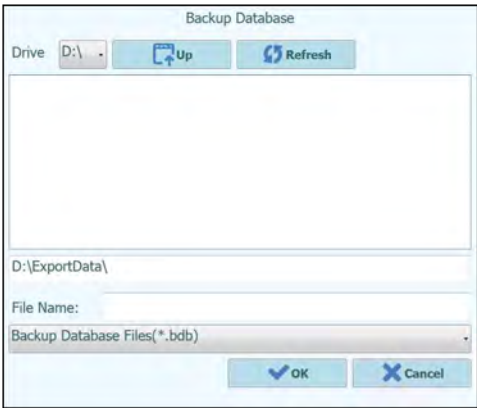 Backup Database
Drive D:\ Up Refresh
D:\ExportData\
File Name:
Backup Database Files(*.bdb)
OK Cancel